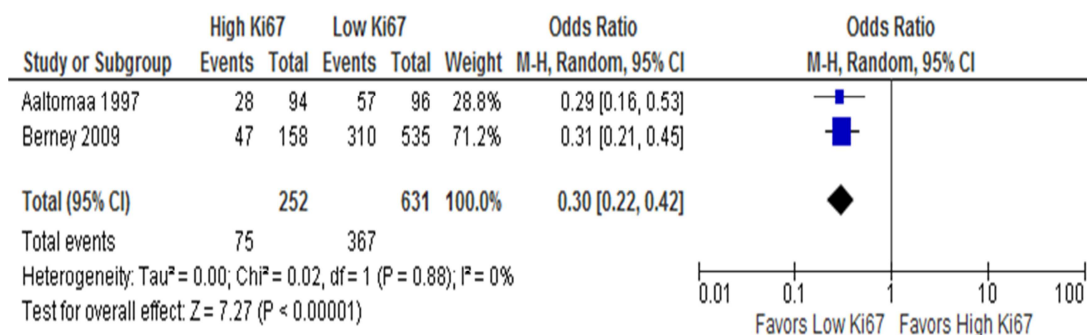 High Ki67 Low Ki67 Odds Ratio Odds Ratio
Study or Subgroup Events Total Events Total Weight M-H, Random, 95% CI M-H, Random, 95% CI
Aaltomaa 1997 28 94 57 96 28.8% 0.29 [0.16, 0.53]
Berney 2009 47 158 310 535 71.2% 0.31 [0.21, 0.45]
Total (95% CI) 252 631 100.0% 0.30 [0.22, 0.42]
Total events 75 367
Heterogeneity: Tau² = 0.00; Chi² = 0.02, df = 1 (P = 0.88); I² = 0%
Test for overall effect: Z = 7.27 (P < 0.00001)
0.01 0.1 1 10 100
Favors Low Ki67 Favors High Ki67